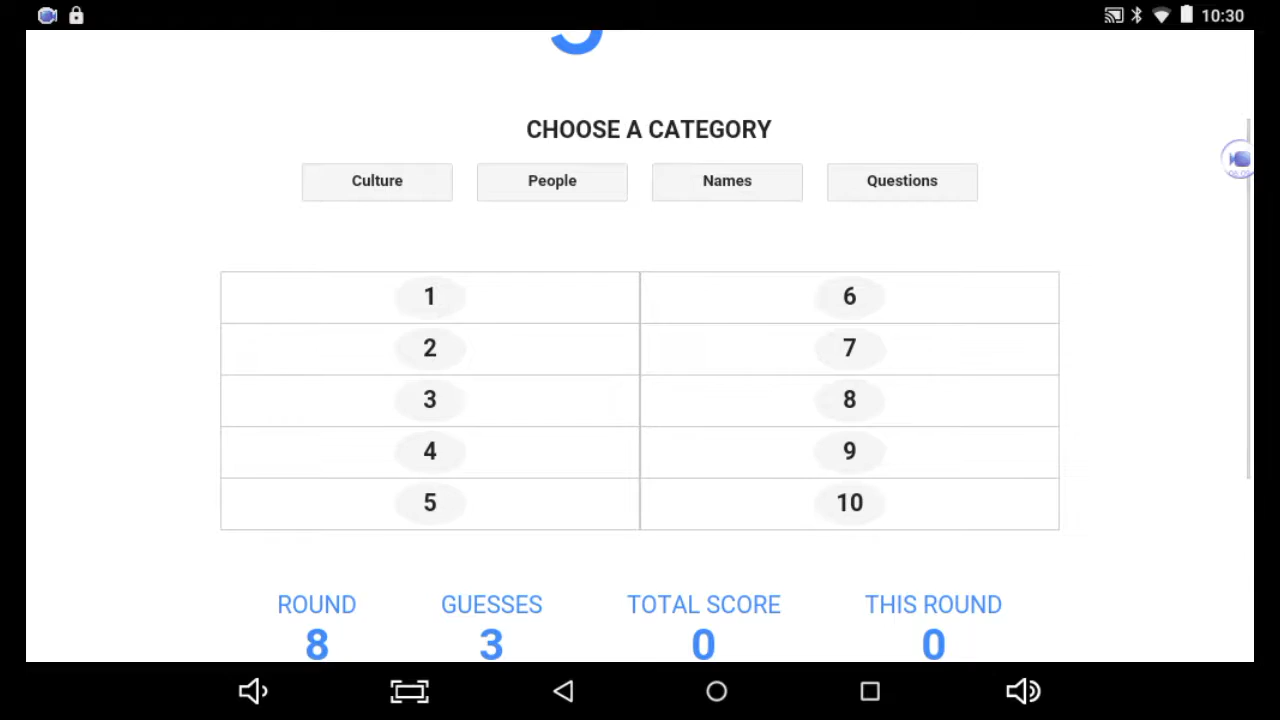 10:30
CHOOSE A CATEGORY
Culture People Names Questions
1 6
2 7
3 8
4 9
5 10
ROUND GUESSES TOTAL SCORE THIS ROUND
8 3 0 0